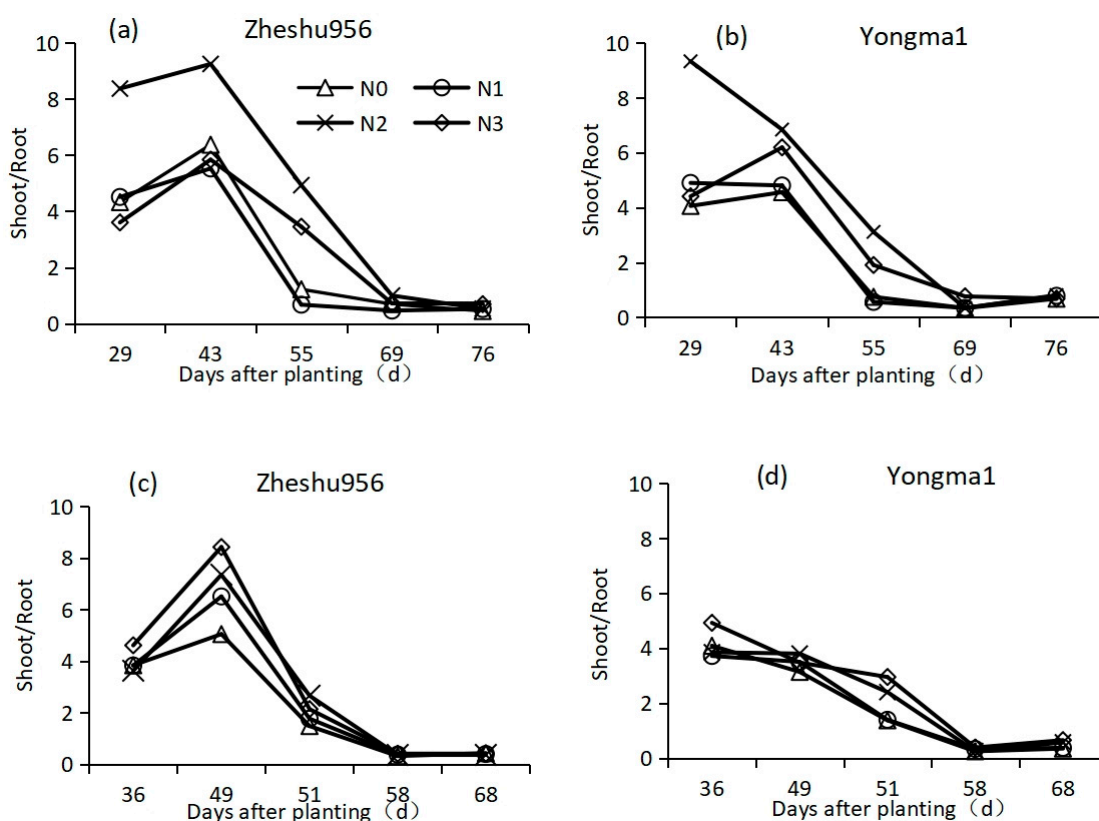 (a) Zheshu956
10
8
6
4
2
0
Shoot/Root
N0 N1
N2 N3
29 43 55 69 76
Days after planting（d）
(b) Yongma1
10
8
6
4
2
0
Shoot/Root
29 43 55 69 76
Days after planting（d）
(c) Zheshu956
10
8
6
4
2
0
Shoot/Root
36 49 51 58 68
Days after planting（d）
(d) Yongma1
10
8
6
4
2
0
Shoot/Root
36 49 51 58 68
Days after planting（d）